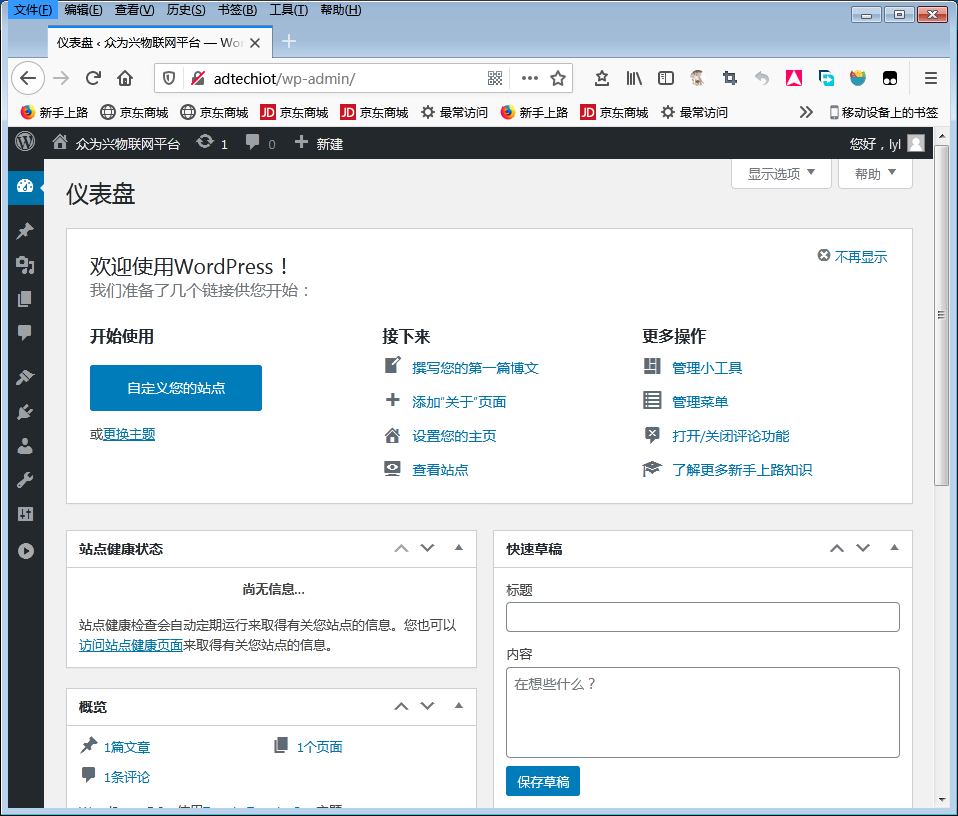 文件(F) 编辑(E) 查看(V) 历史(S) 书签(B) 工具(T) 帮助(H)
仪表盘 ‹ 众为兴物联网平台 — Wor
adtechiot/wp-admin/
新手上路 京东商城 京东商城 京东商城 京东商城 最常访问 新手上路 京东商城 最常访问 移动设备上的书签
众为兴物联网平台 1 0 新建 您好，lyl
显示选项 帮助
仪表盘
不再显示
欢迎使用WordPress！
我们准备了几个链接供您开始：
开始使用 接下来 更多操作
自定义您的站点 撰写您的第一篇博文 管理小工具
添加“关于”页面 管理菜单
或更换主题 设置您的主页 打开/关闭评论功能
查看站点 了解更多新手上路知识
站点健康状态 快速草稿
尚无信息…
站点健康检查会自动定期运行来取得有关您站点的信息。您也可以
访问站点健康页面来取得有关您站点的信息。
标题
内容
在想些什么？
概览
1篇文章 1个页面
1条评论
保存草稿